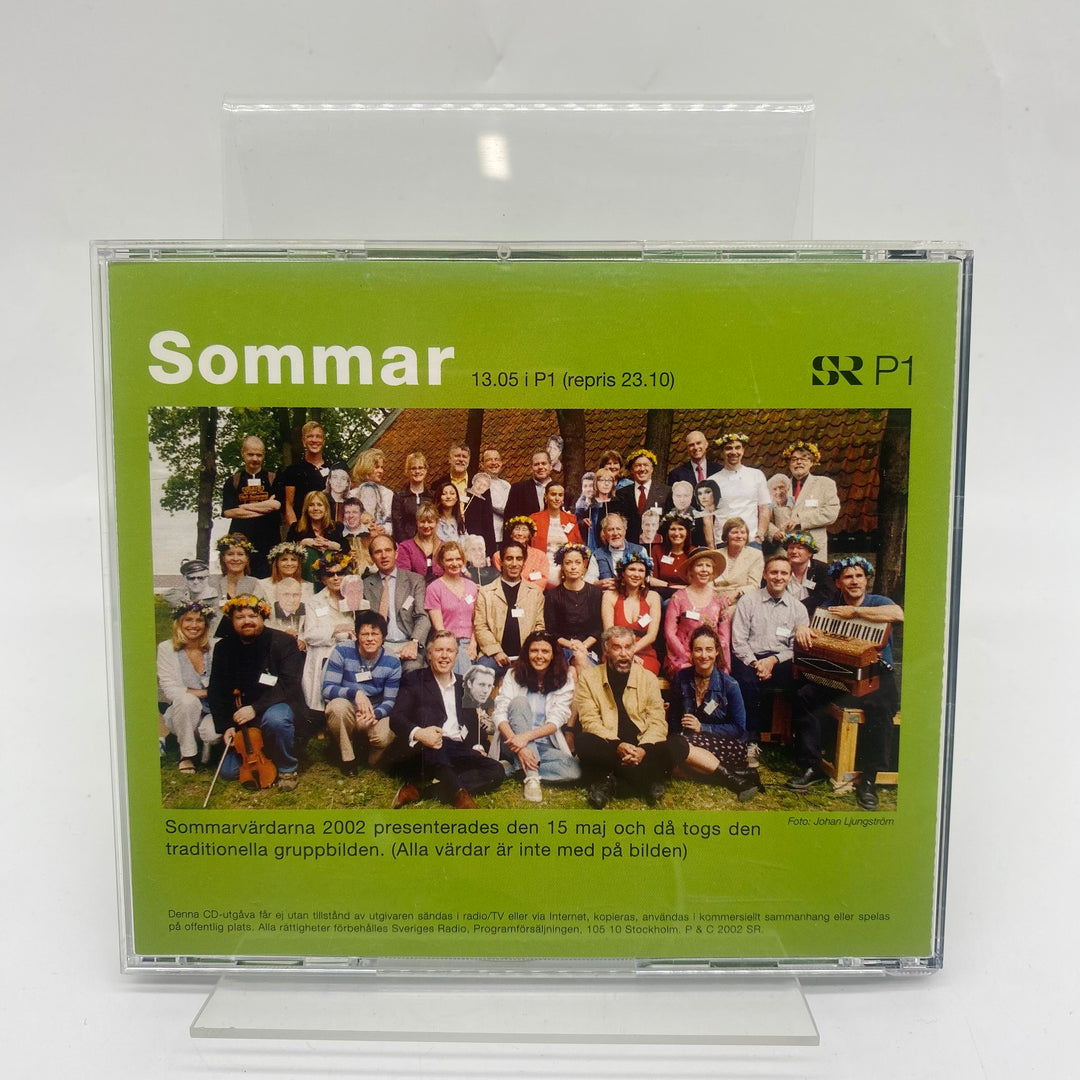 Sommar 13.05 i P1 (repris 23.10)
SR P1
Sommarvärdarna 2002 presenterades den 15 maj och då togs den
traditionella gruppbilden. (Alla värdar är inte med på bilden)
Foto: Johan Ljungström
Denna CD-utgåva får ej utan tillstånd av utgivaren sändas i radio/TV eller via Internet, kopieras, användas i kommersiellt sammanhang eller spelas
på offentlig plats. Alla rättigheter förbehålles Sveriges Radio, Programförsäljningen, 105 10 Stockholm. P & C 2002 SR.